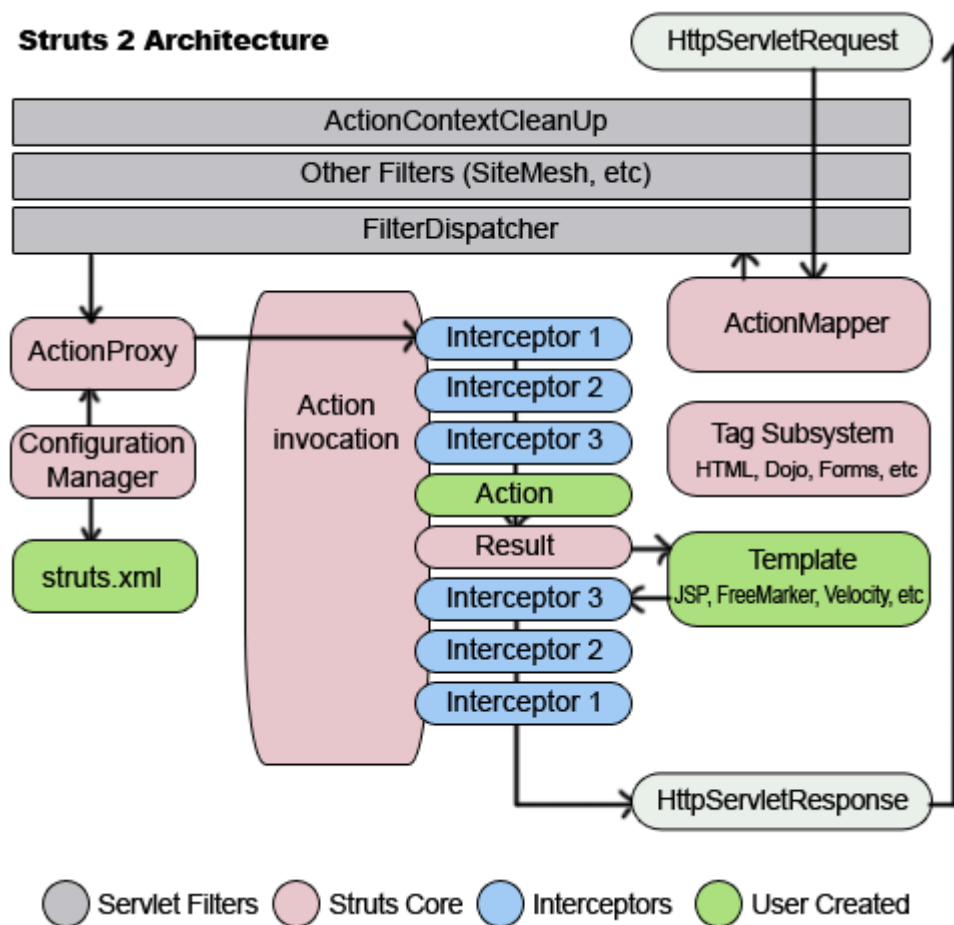 Struts 2 Architecture
HttpServletRequest
ActionContextCleanUp
Other Filters (SiteMesh, etc)
FilterDispatcher
ActionProxy
Configuration
Manager
struts.xml
Action
invocation
Interceptor 1
Interceptor 2
Interceptor 3
Action
Result
Interceptor 3
Interceptor 2
Interceptor 1
ActionMapper
Tag Subsystem
HTML, Dojo, Forms, etc
Template
JSP, FreeMarker, Velocity, etc
HttpServletResponse
Servlet Filters
Struts Core
Interceptors
User Created